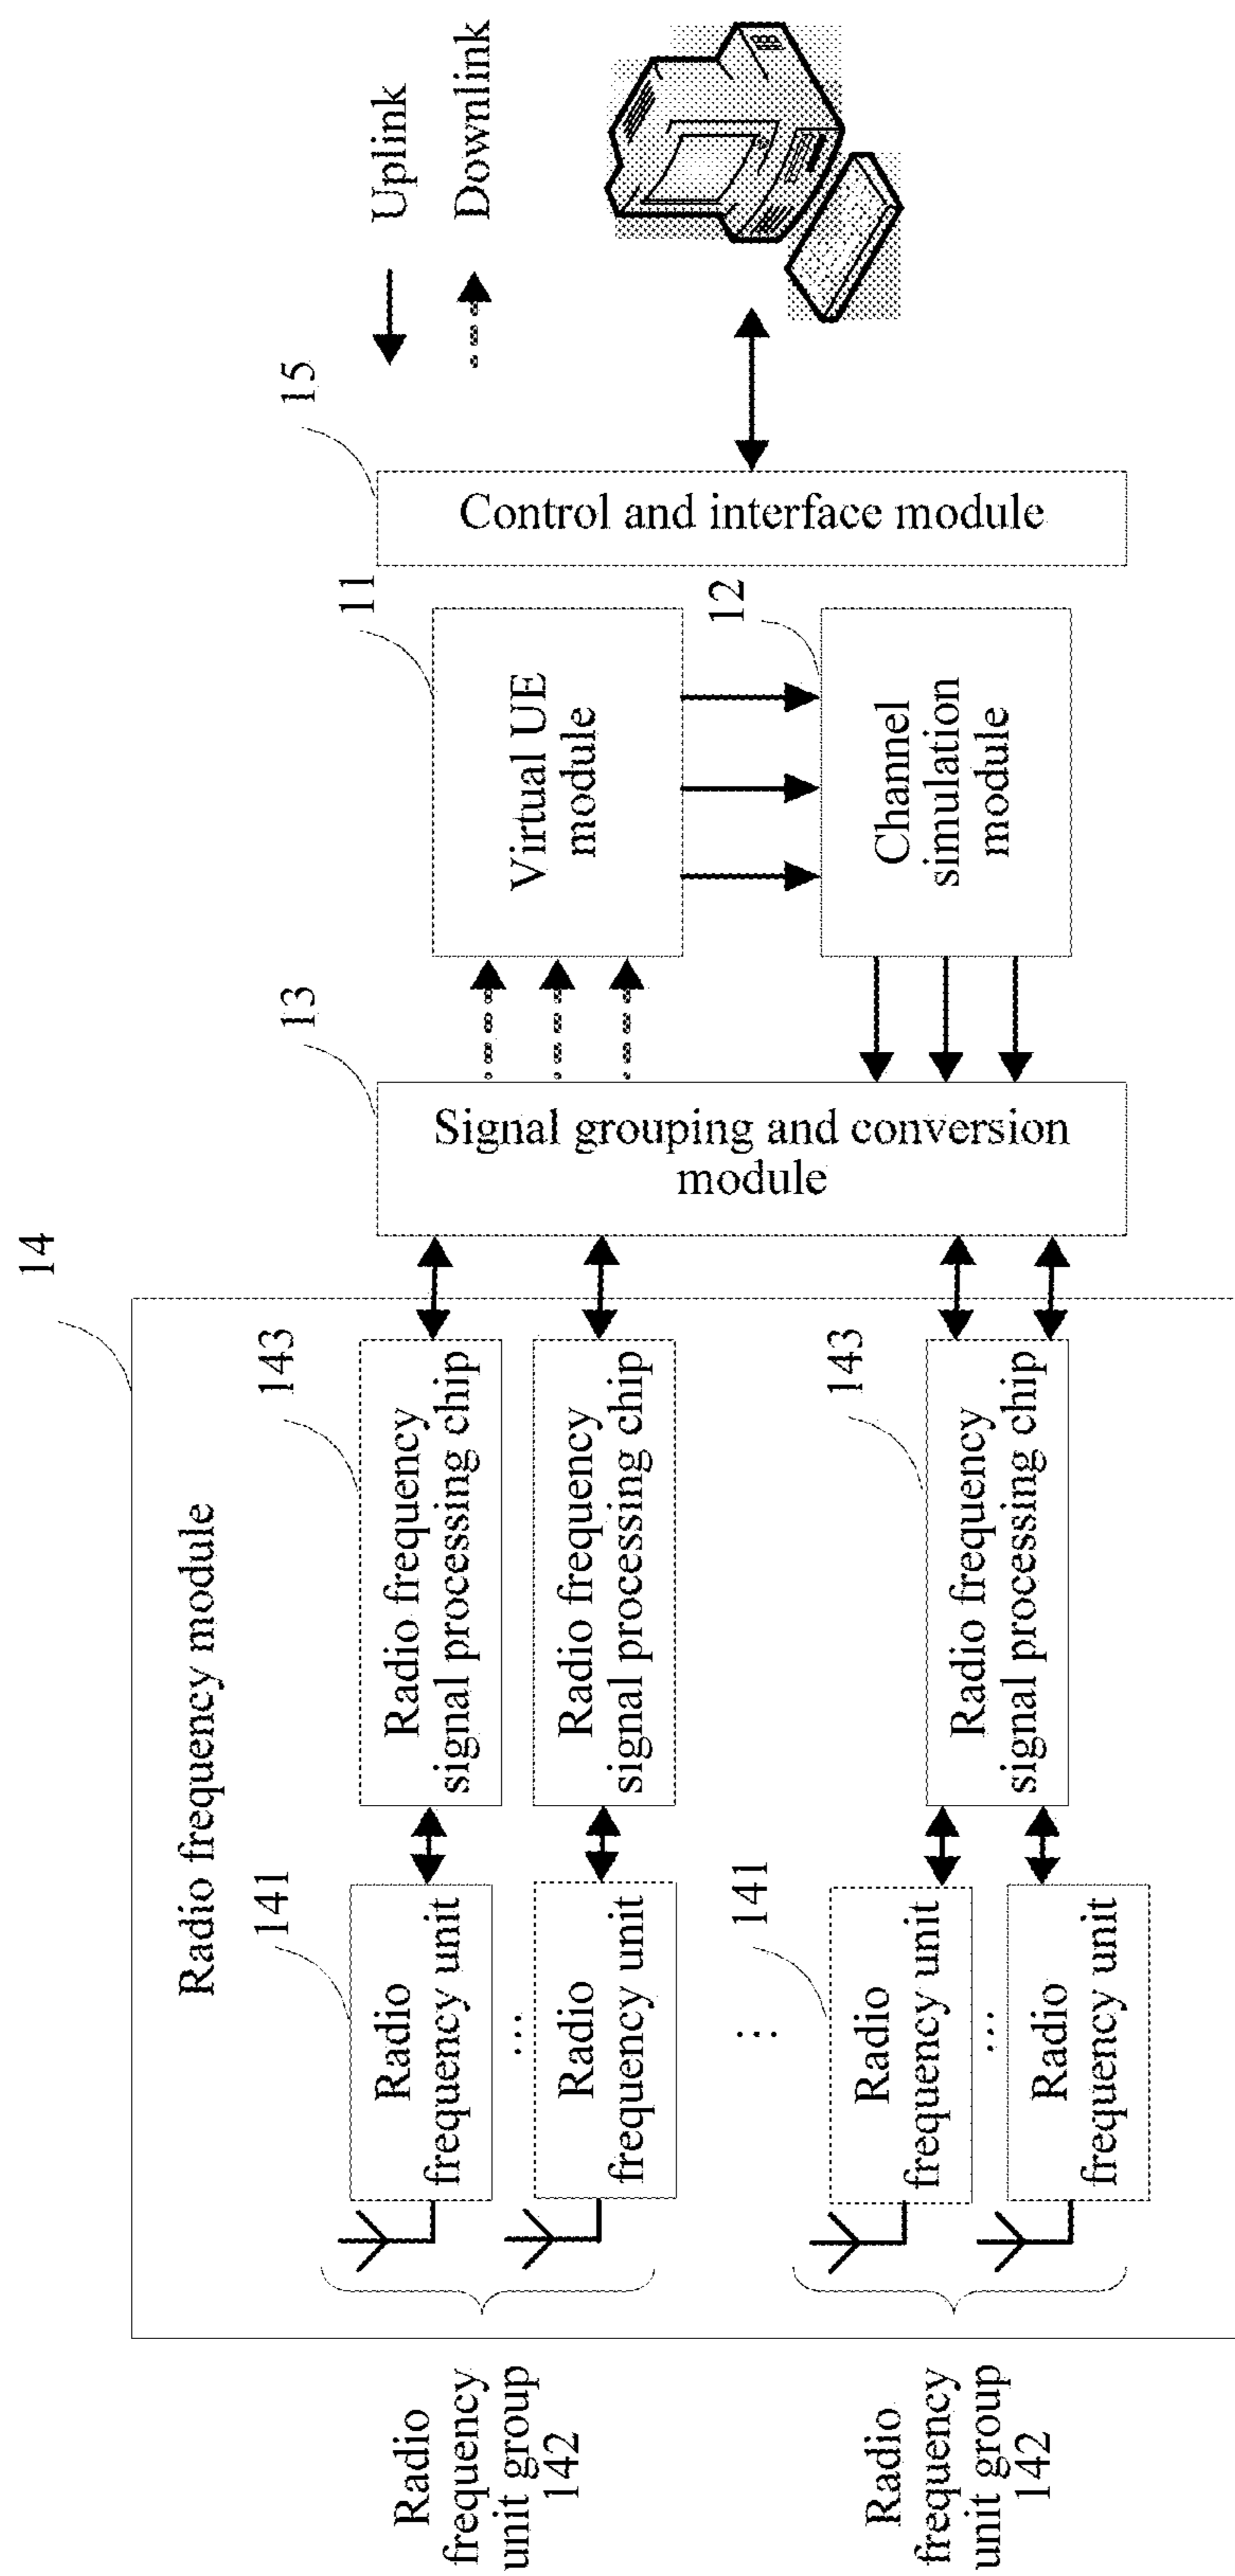 14
Radio frequency module
Radio
frequency
unit group
142
141
Radio
frequency unit
143
Radio frequency
signal processing chip
...
Radio
frequency unit
Radio frequency
signal processing chip
...
Radio
frequency
unit group
142
141
Radio
frequency unit
143
Radio frequency
signal processing chip
...
Radio
frequency unit
13
Signal grouping and conversion
module
11
Virtual UE
module
12
Channel
simulation
module
15
Control and interface module
Uplink
Downlink